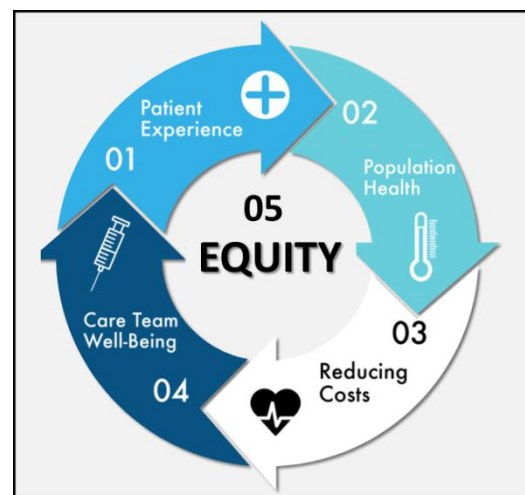 01
Patient
Experience
02
Population
Health
03
Reducing
Costs
04
Care Team
Well-Being
05
EQUITY